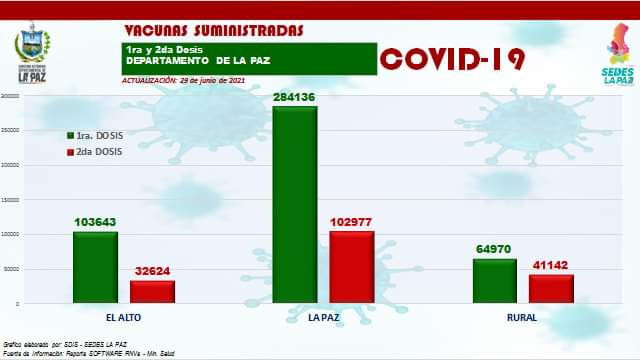 VACUNAS SUMINISTRADAS
1ra y 2da Dosis
DEPARTAMENTO DE LA PAZ
COVID-19
ACTUALIZACIÓN: 29 de junio de 2021
LA PAZ
SEDES
LA PAZ
300000
250000
200000
150000
100000
50000
0
1ra. DOSIS
2da DOSIS
103643
32624
284136
102977
64970
41142
EL ALTO
LA PAZ
RURAL
Grafico elaborado por: SDIS - SEDES LA PAZ
Fuente de Información: Reporte SOFTWARE RNVe - Min. Salud